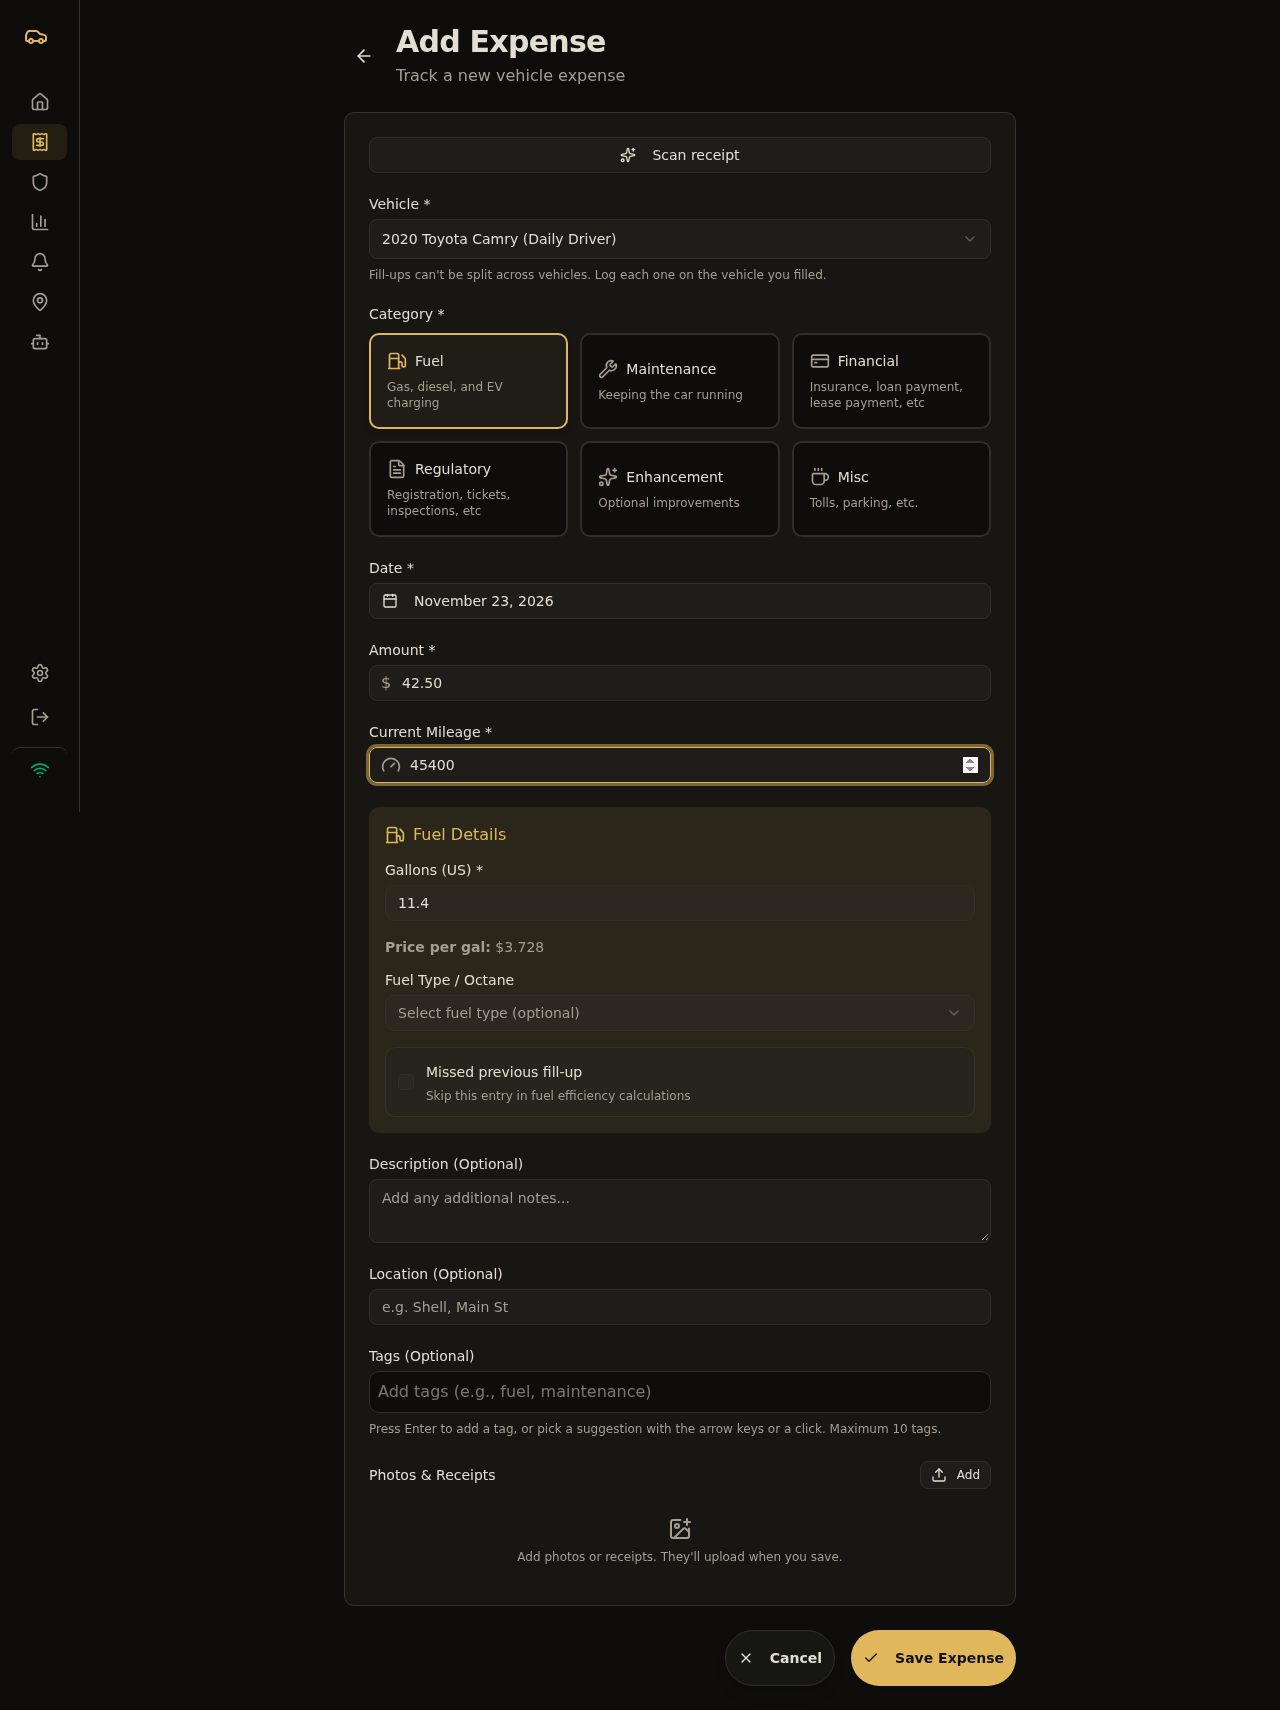 Add Expense
Track a new vehicle expense
Scan receipt
Vehicle *
2020 Toyota Camry (Daily Driver)
Fill-ups can't be split across vehicles. Log each one on the vehicle you filled.
Category *
Fuel
Gas, diesel, and EV
charging
Maintenance
Keeping the car running
Financial
Insurance, loan payment,
lease payment, etc
Regulatory
Registration, tickets,
inspections, etc
Enhancement
Optional improvements
Misc
Tolls, parking, etc.
Date *
November 23, 2026
Amount *
$ 42.50
Current Mileage *
45400
Fuel Details
Gallons (US) *
11.4
Price per gal: $3.728
Fuel Type / Octane
Select fuel type (optional)
Missed previous fill-up
Skip this entry in fuel efficiency calculations
Description (Optional)
Add any additional notes...
Location (Optional)
e.g. Shell, Main St
Tags (Optional)
Add tags (e.g., fuel, maintenance)
Press Enter to add a tag, or pick a suggestion with the arrow keys or a click. Maximum 10 tags.
Photos & Receipts
Add
Add photos or receipts. They'll upload when you save.
Cancel
Save Expense